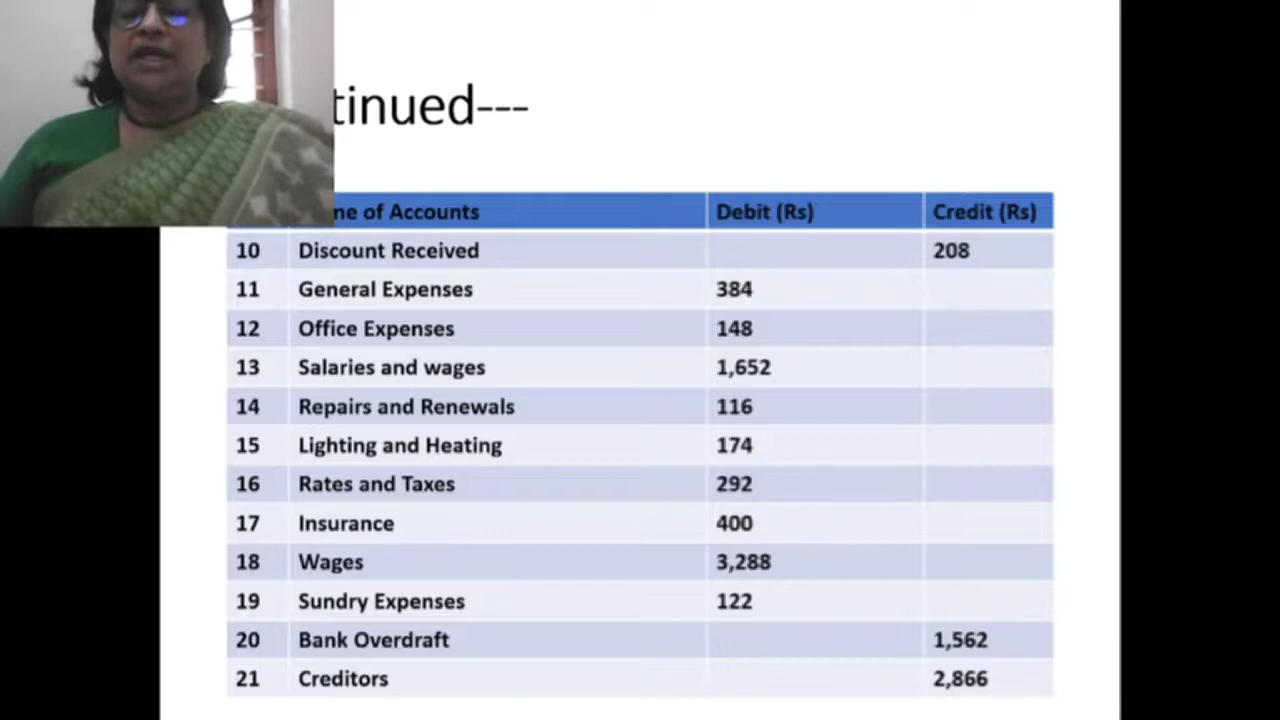 tinued---
ne of Accounts Debit (Rs) Credit (Rs)
10 Discount Received 208
11 General Expenses 384
12 Office Expenses 148
13 Salaries and wages 1,652
14 Repairs and Renewals 116
15 Lighting and Heating 174
16 Rates and Taxes 292
17 Insurance 400
18 Wages 3,288
19 Sundry Expenses 122
20 Bank Overdraft 1,562
21 Creditors 2,866